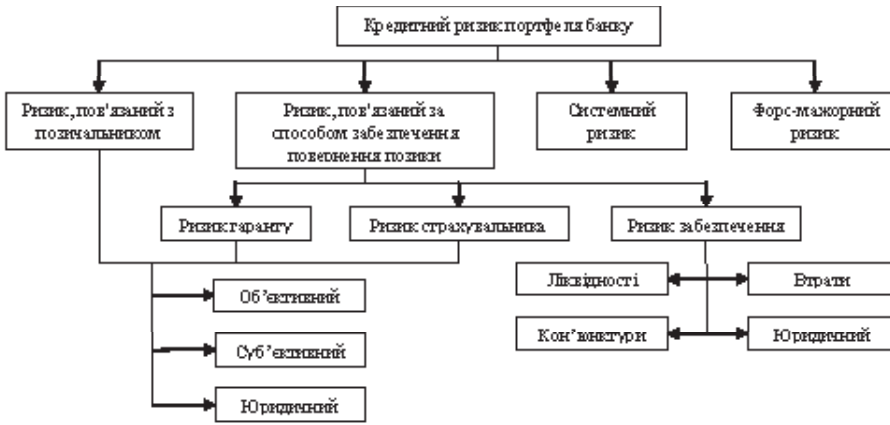 Кредитний ризик портфеля банку
Ризик, пов'язаний з
позичальником
Ризик, пов'язаний за
способом забезпечення
повернення позики
Системний
ризик
Форс-мажорний
ризик
Ризик гаранту
Ризик страхувальника
Ризик забезпечення
Об’єктивний
Суб’єктивний
Юридичний
Ліквідності
Втрати
Кон’юнктури
Юридичний